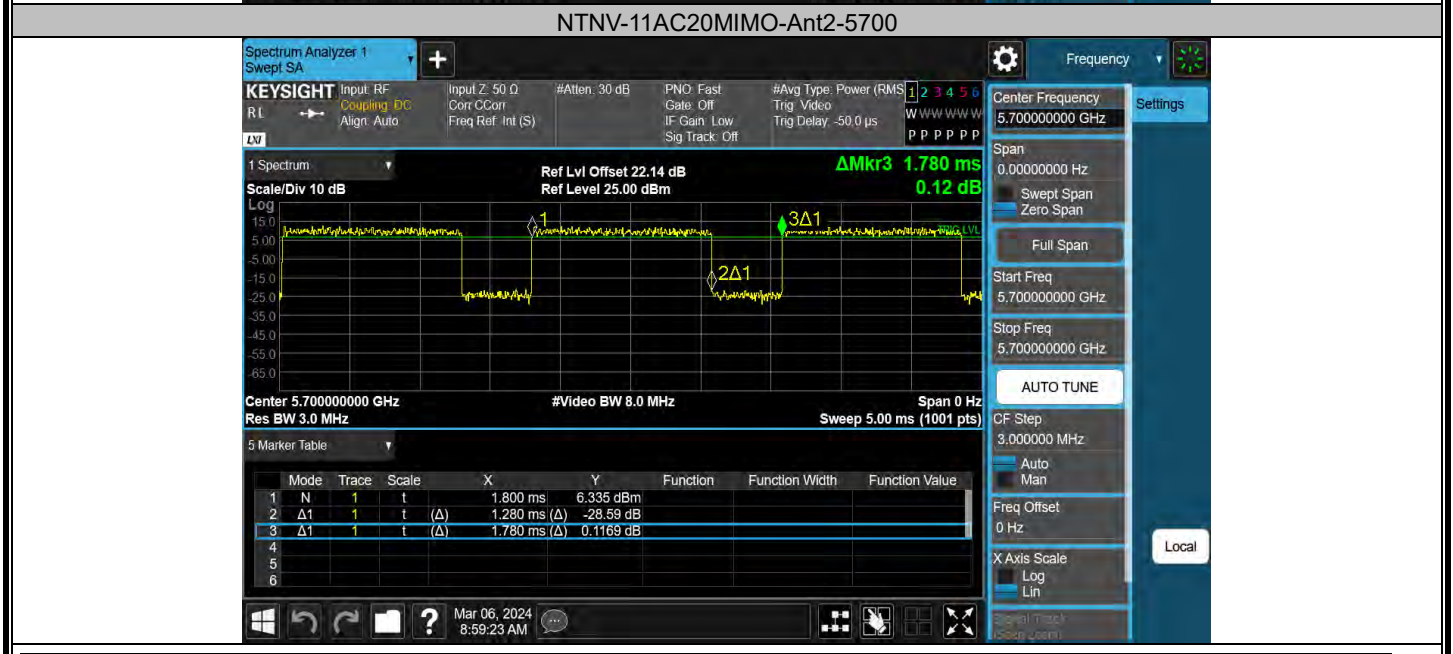 NTNV-11AC20MIMO-Ant2-5700
Spectrum Analyzer 1
Swept SA
+
Frequency
KEYSIGHT
RL
LXI
Input: RF
Coupling: DC
Align: Auto
Input Z: 50 Ω
Corr CCorr
Freq Ref: Int (S)
#Atten: 30 dB
PNO: Fast
Gate: Off
IF Gain: Low
Sig Track: Off
#Avg Type: Power (RMS
Trig: Video
Trig Delay: -50.0 µs
1 2 3 4 5 6
W W W W W W
P P P P P P
Center Frequency
5.700000000 GHz
Settings
Span
0.00000000 Hz
Swept Span
Zero Span
Full Span
Start Freq
5.700000000 GHz
Stop Freq
5.700000000 GHz
AUTO TUNE
CF Step
3.000000 MHz
Auto
Man
Freq Offset
0 Hz
X Axis Scale
Log
Lin
Signal Track
(Span Zoom)
Local
1 Spectrum
Scale/Div 10 dB
Ref Lvl Offset 22.14 dB
Ref Level 25.00 dBm
ΔMkr3 1.780 ms
0.12 dB
Log
15.0
5.00
-5.00
-15.0
-25.0
-35.0
-45.0
-55.0
-65.0
1
2Δ1
3Δ1
TRIG LVL
Center 5.700000000 GHz
Res BW 3.0 MHz
#Video BW 8.0 MHz
Span 0 Hz
Sweep 5.00 ms (1001 pts)
5 Marker Table
Mode Trace Scale X Y Function Function Width Function Value
1 N 1 t 1.800 ms 6.335 dBm
2 Δ1 1 t (Δ) 1.280 ms (Δ) -28.59 dB
3 Δ1 1 t (Δ) 1.780 ms (Δ) 0.1169 dB
4
5
6
?
Mar 06, 2024
8:59:23 AM